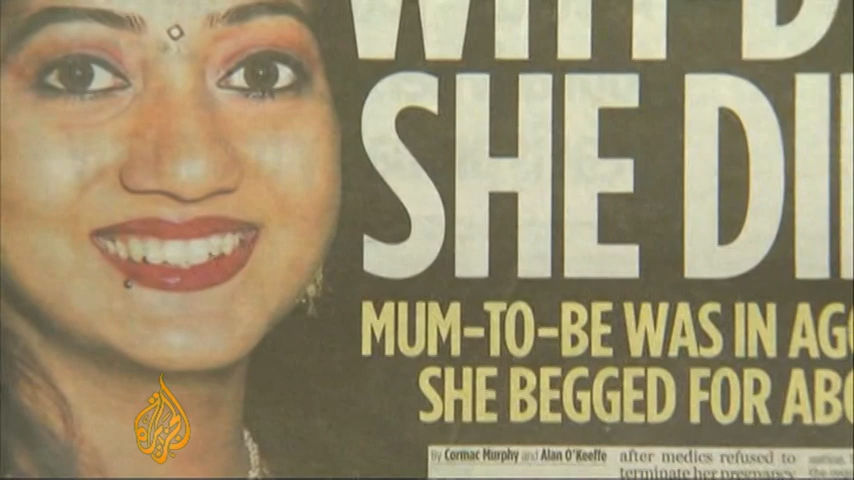 WHY D
SHE DI
MUM-TO-BE WAS IN AG
SHE BEGGED FOR AB
By Cormac Murphy and Alan O'Keeffe
after medics refused to
terminate her pregnancy